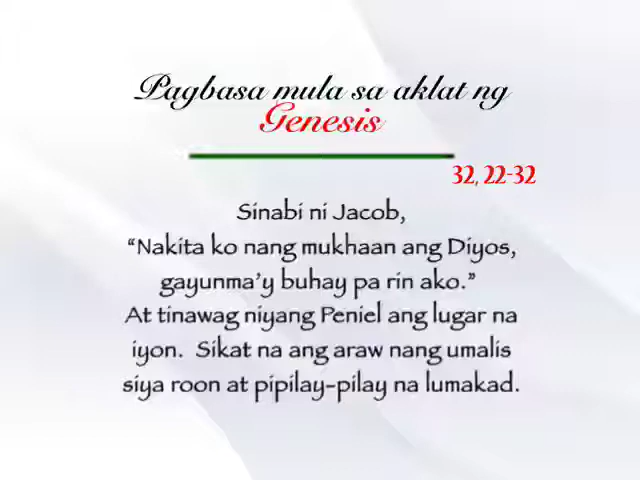 Pagbasa mula sa aklat ng
Genesis
32, 22-32
Sinabi ni Jacob,
“Nakita ko nang mukhaan ang Diyos,
gayunma’y buhay pa rin ako.”
At tinawag niyang Peniel ang lugar na
iyon.  Sikat na ang araw nang umalis
siya roon at pipilay-pilay na lumakad.